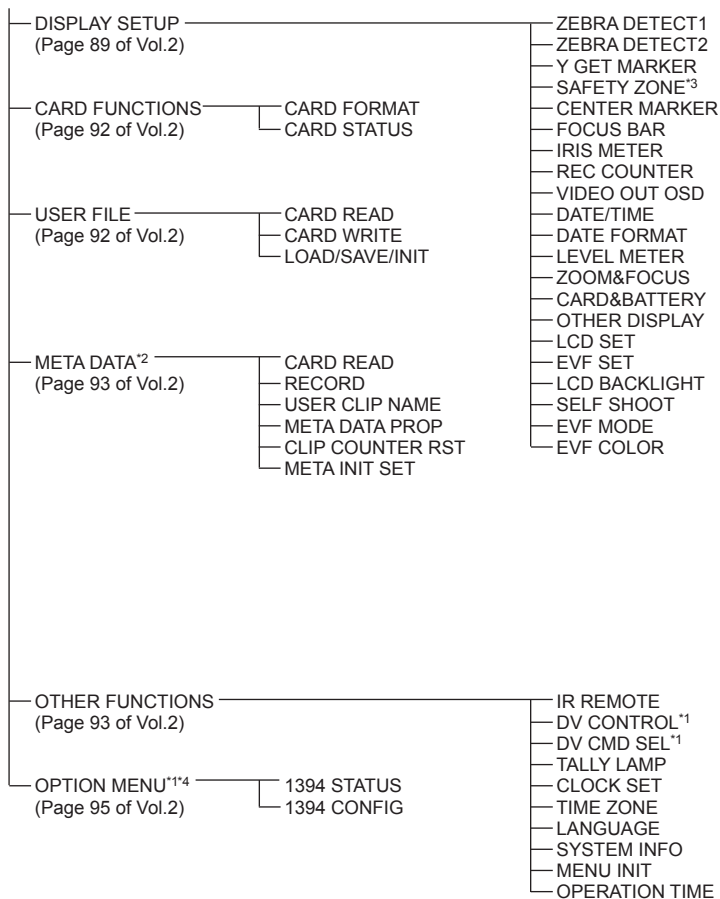 DISPLAY SETUP
(Page 89 of Vol.2)
ZEBRA DETECT1
ZEBRA DETECT2
Y GET MARKER
SAFETY ZONE*3
CENTER MARKER
FOCUS BAR
IRIS METER
REC COUNTER
VIDEO OUT OSD
DATE/TIME
DATE FORMAT
LEVEL METER
ZOOM&FOCUS
CARD&BATTERY
OTHER DISPLAY
LCD SET
EVF SET
LCD BACKLIGHT
SELF SHOOT
EVF MODE
EVF COLOR
CARD FUNCTIONS
(Page 92 of Vol.2)
CARD FORMAT
CARD STATUS
USER FILE
(Page 92 of Vol.2)
CARD READ
CARD WRITE
LOAD/SAVE/INIT
META DATA*2
(Page 93 of Vol.2)
CARD READ
RECORD
USER CLIP NAME
META DATA PROP
CLIP COUNTER RST
META INIT SET
OTHER FUNCTIONS
(Page 93 of Vol.2)
IR REMOTE
DV CONTROL*1
DV CMD SEL*1
TALLY LAMP
CLOCK SET
TIME ZONE
LANGUAGE
SYSTEM INFO
MENU INIT
OPERATION TIME
OPTION MENU*1*4
(Page 95 of Vol.2)
1394 STATUS
1394 CONFIG